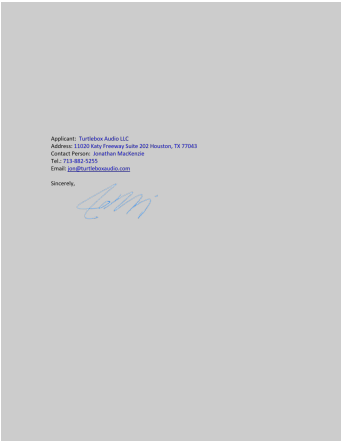 Applicant: Turtlebox Audio LLC
Address: 11020 Katy Freeway Suite 202 Houston, TX 77043
Contact Person: Jonathan MacKenzie
Tel.: 713-882-5255
Email: jon@turtleboxaudio.com
Sincerely,